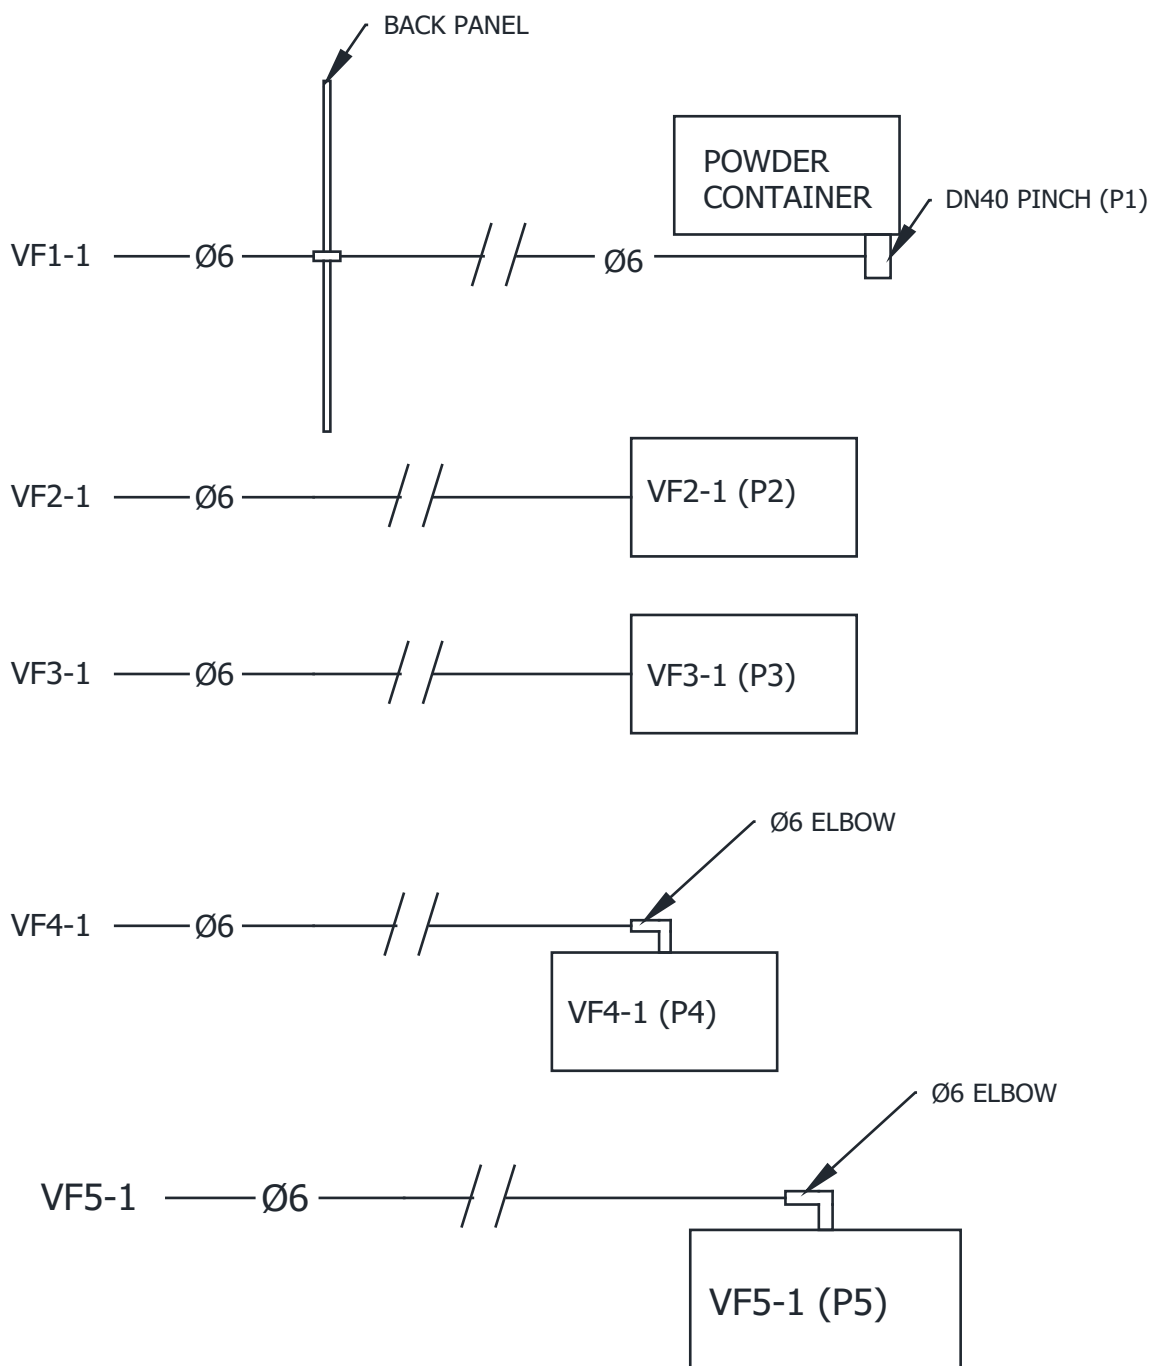 BACK PANEL
POWDER
CONTAINER
DN40 PINCH (P1)
VF1-1 Ø6 Ø6
VF2-1 Ø6 VF2-1 (P2)
VF3-1 Ø6 VF3-1 (P3)
Ø6 ELBOW
VF4-1 Ø6
VF4-1 (P4)
Ø6 ELBOW
VF5-1 Ø6
VF5-1 (P5)